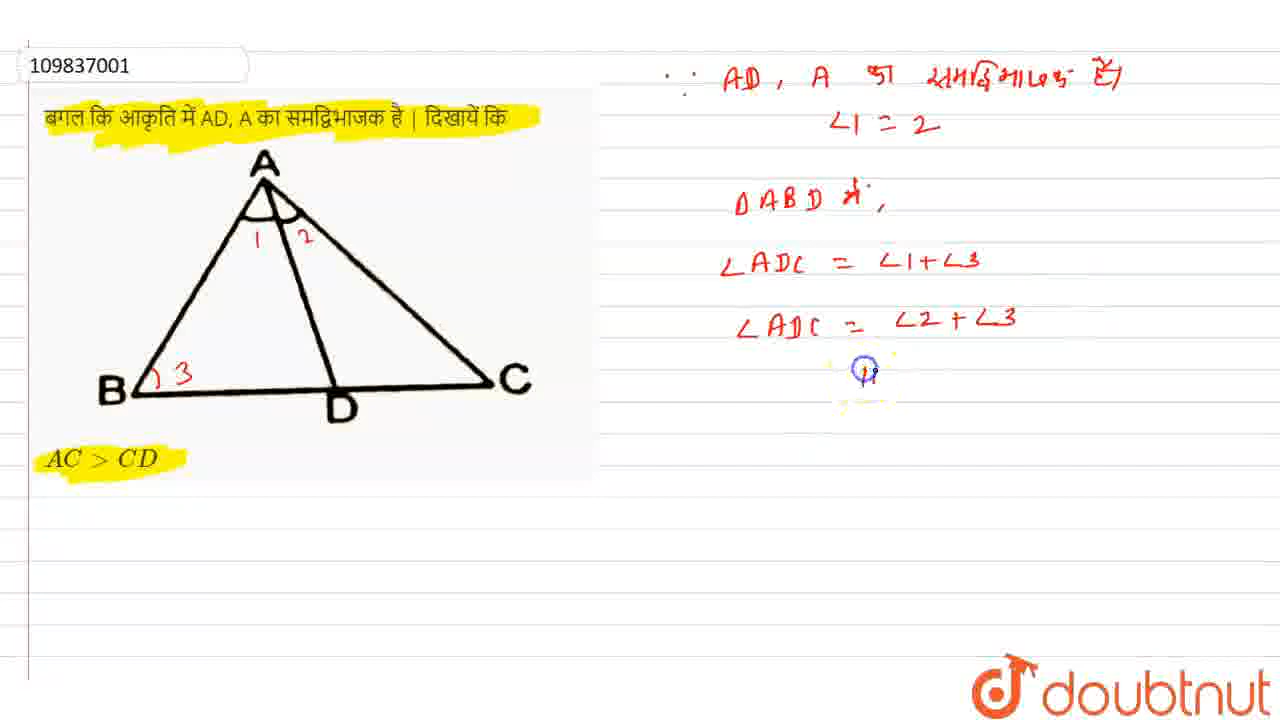 109837001
बगल कि आकृति में AD, A का समद्विभाजक है | दिखायें कि
A
1 2
B 3
D
C
AC > CD
∵ AD, A का समद्विभाजक है।
∠1 = 2
Δ ABD में,
∠ADC = ∠1+∠3
∠ADC = ∠2+∠3
doubtnut